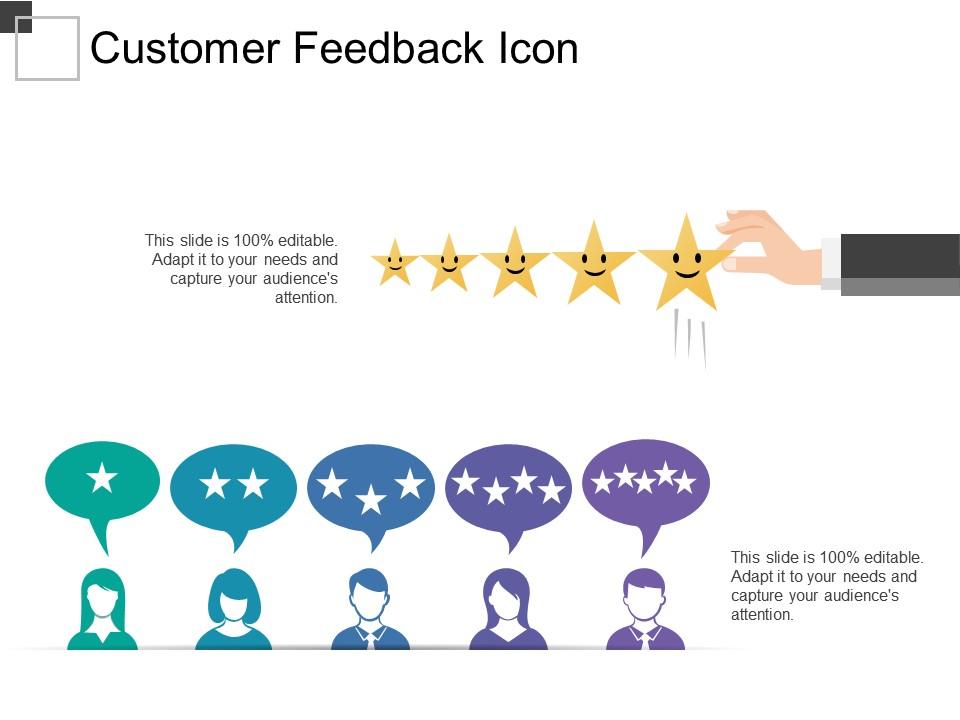 Customer Feedback Icon
This slide is 100% editable.
Adapt it to your needs and
capture your audience's
attention.
This slide is 100% editable.
Adapt it to your needs and
capture your audience's
attention.